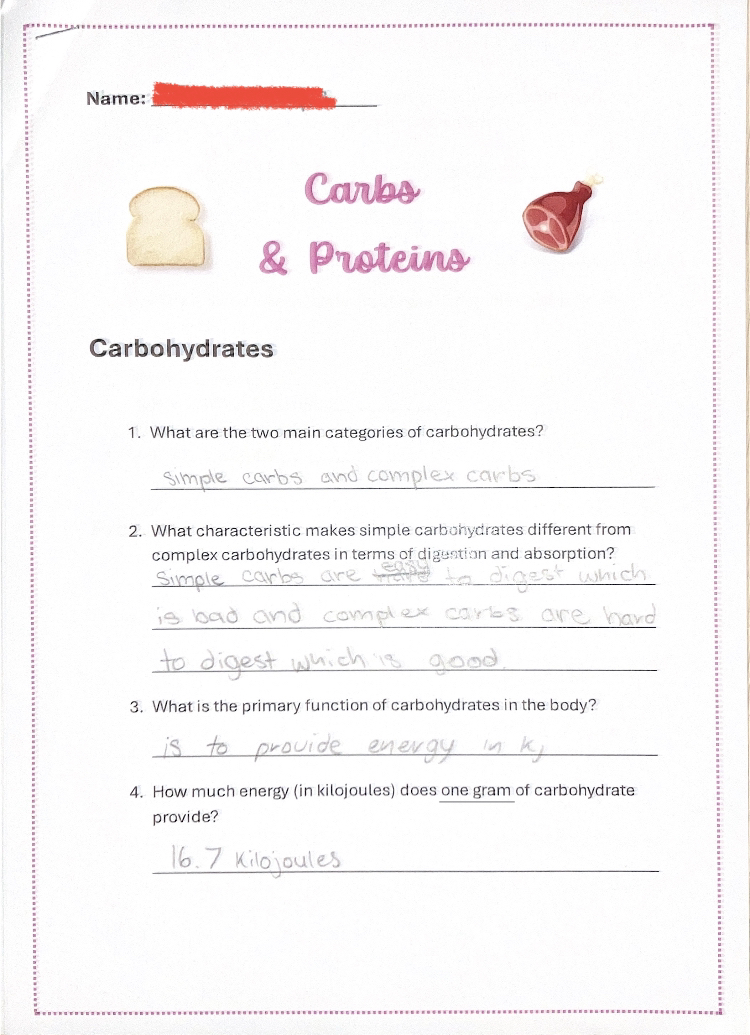 Name:
Carbs
& Proteins
Carbohydrates
1. What are the two main categories of carbohydrates?
simple carbs and complex carbs
2. What characteristic makes simple carbohydrates different from
complex carbohydrates in terms of digestion and absorption?
easy
Simple carbs are hard to digest which
is bad and complex carbs are hard
to digest which is good.
3. What is the primary function of carbohydrates in the body?
is to provide energy in Kj
4. How much energy (in kilojoules) does one gram of carbohydrate
provide?
16.7 Kilojoules